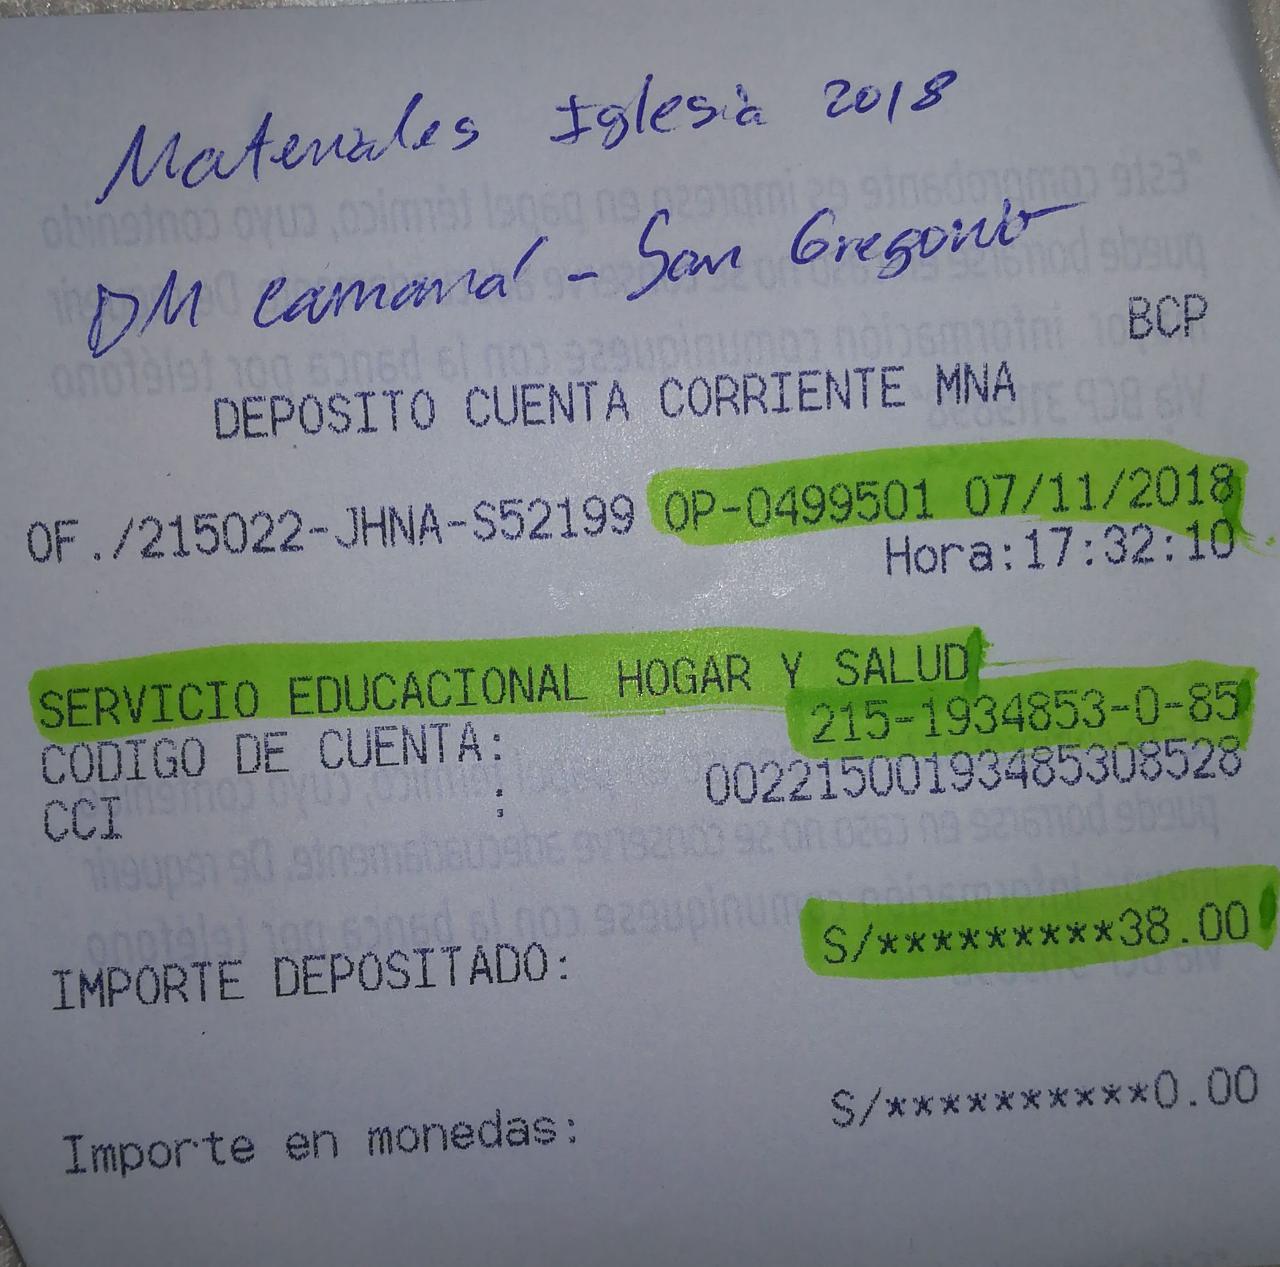 Materiales Iglesia 2018
DM Camaná - San Gregorio
BCP
DEPOSITO CUENTA CORRIENTE MNA
OF./215022-JHNA-S52199 OP-0499501 07/11/2018
Hora:17:32:10
SERVICIO EDUCACIONAL HOGAR Y SALUD
CODIGO DE CUENTA: 215-1934853-0-85
CCI : 00221500193485308528
IMPORTE DEPOSITADO: S/*********38.00
Importe en monedas: S/**********0.00